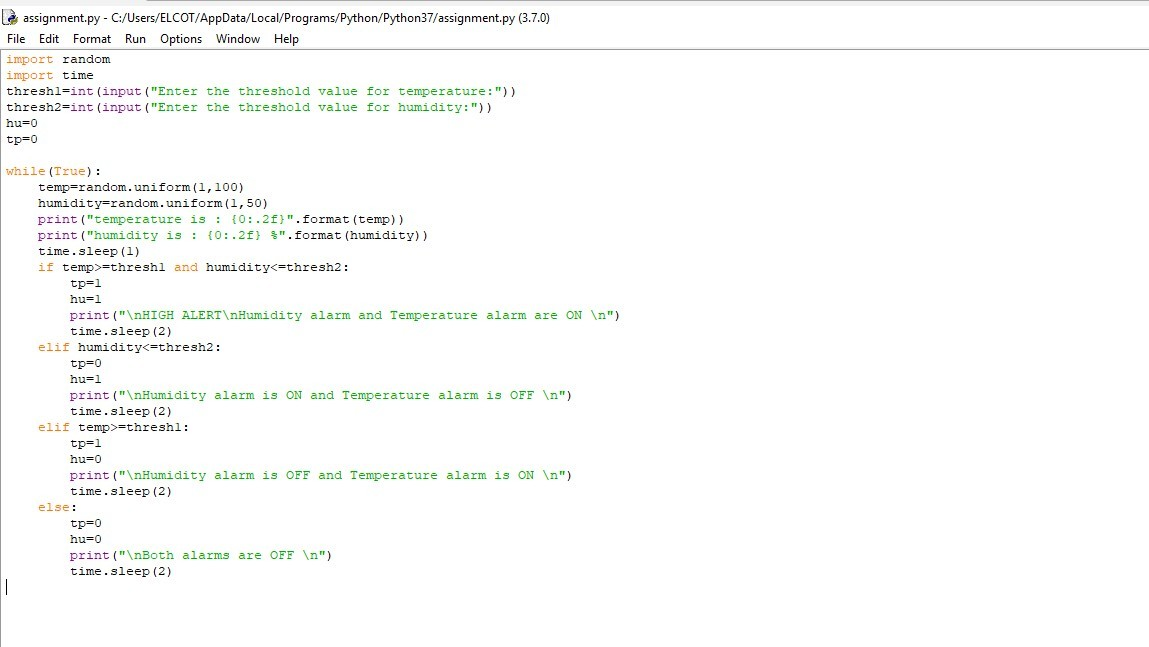 assignment.py - C:/Users/ELCOT/AppData/Local/Programs/Python/Python37/assignment.py (3.7.0)
File Edit Format Run Options Window Help
import random
import time
thresh1=int(input("Enter the threshold value for temperature:"))
thresh2=int(input("Enter the threshold value for humidity:"))
hu=0
tp=0

while(True):
    temp=random.uniform(1,100)
    humidity=random.uniform(1,50)
    print("temperature is : {0:.2f}".format(temp))
    print("humidity is : {0:.2f} %".format(humidity))
    time.sleep(1)
    if temp>=thresh1 and humidity<=thresh2:
        tp=1
        hu=1
        print("\nHIGH ALERT\nHumidity alarm and Temperature alarm are ON \n")
        time.sleep(2)
    elif humidity<=thresh2:
        tp=0
        hu=1
        print("\nHumidity alarm is ON and Temperature alarm is OFF \n")
        time.sleep(2)
    elif temp>=thresh1:
        tp=1
        hu=0
        print("\nHumidity alarm is OFF and Temperature alarm is ON \n")
        time.sleep(2)
    else:
        tp=0
        hu=0
        print("\nBoth alarms are OFF \n")
        time.sleep(2)